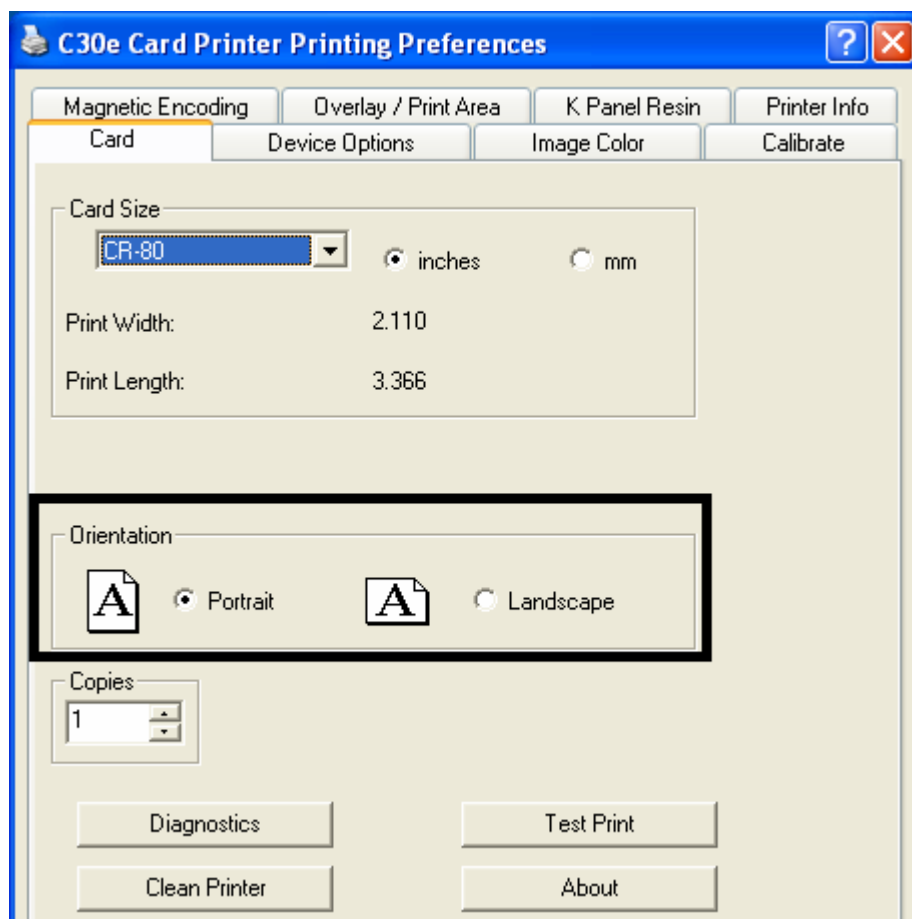 C30e Card Printer Printing Preferences
Magnetic Encoding Overlay / Print Area K Panel Resin Printer Info
Card Device Options Image Color Calibrate
Card Size
CR-80 inches mm
Print Width: 2.110
Print Length: 3.366
Orientation
A Portrait A Landscape
Copies
1
Diagnostics Test Print
Clean Printer About